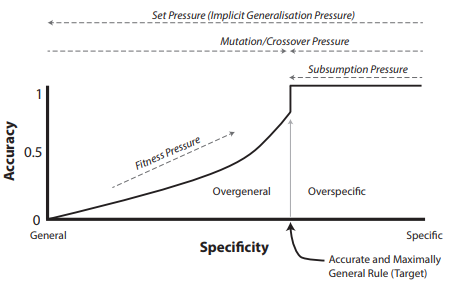 Set Pressure (Implicit Generalisation Pressure)
Mutation/Crossover Pressure
Subsumption Pressure
1
Fitness Pressure
0.5
Accuracy
Overgeneral
Overspecific
0
General
Specific
Specificity
Accurate and Maximally
General Rule (Target)